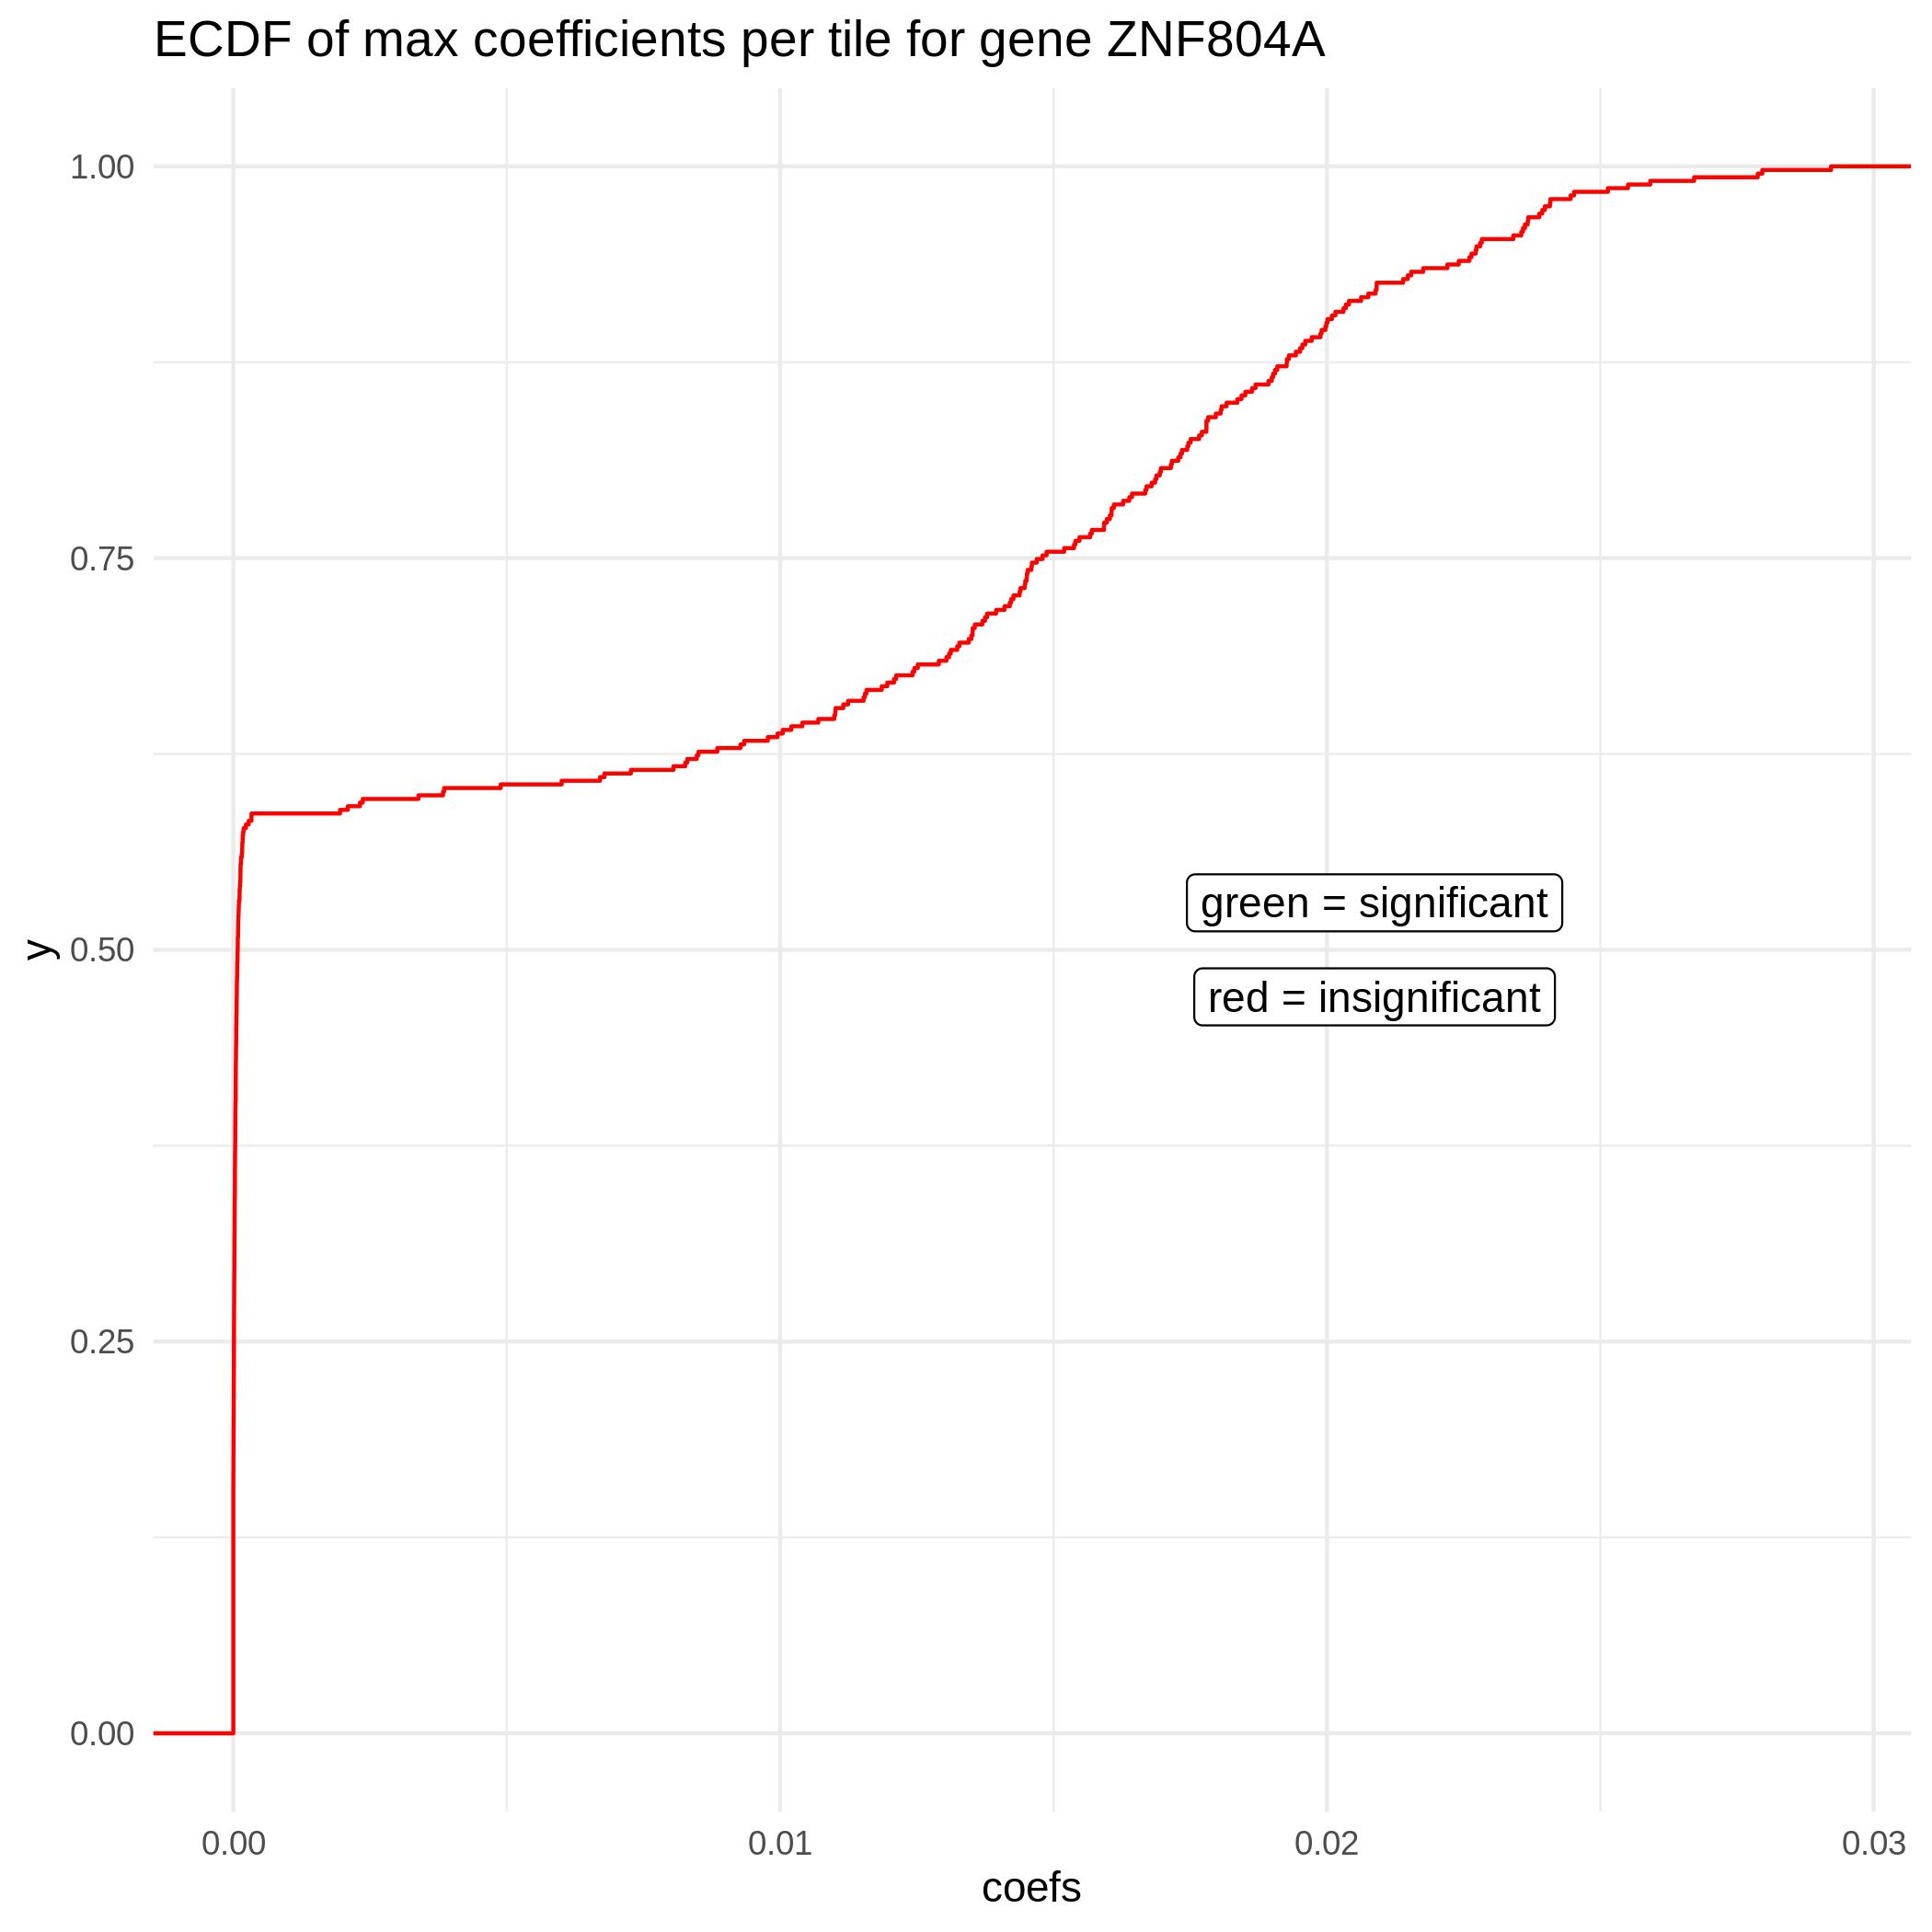 ECDF of max coefficients per tile for gene ZNF804A
1.00
0.75
green = significant
y
0.50
red = insignificant
0.25
0.00
0.00 0.01 0.02 0.03
coefs